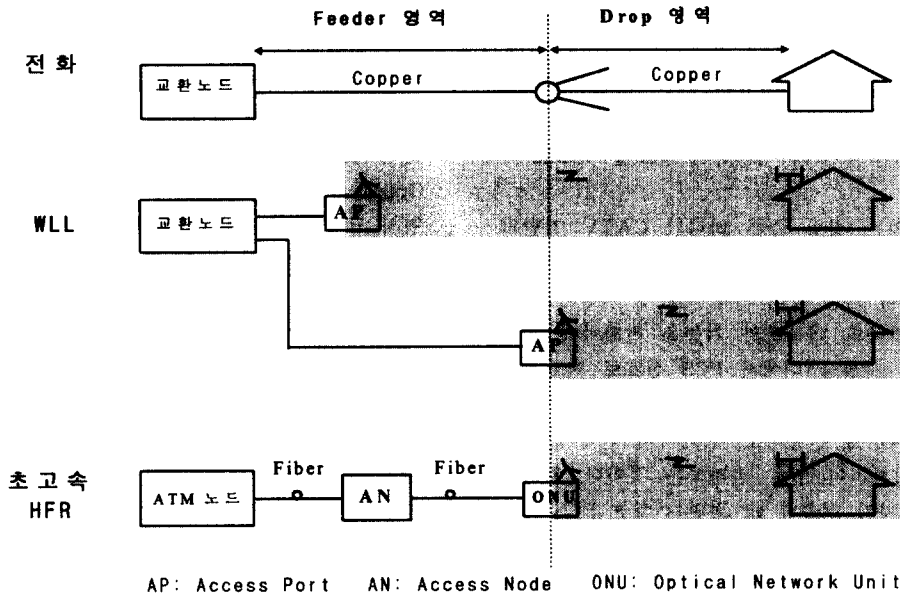 Feeder 영역 Drop 영역
전화
교환노드 Copper Copper
WLL
교환노드 AP
AP
초고속
HFR
Fiber Fiber
ATM 노드 AN ONU
AP: Access Port AN: Access Node ONU: Optical Network Unit